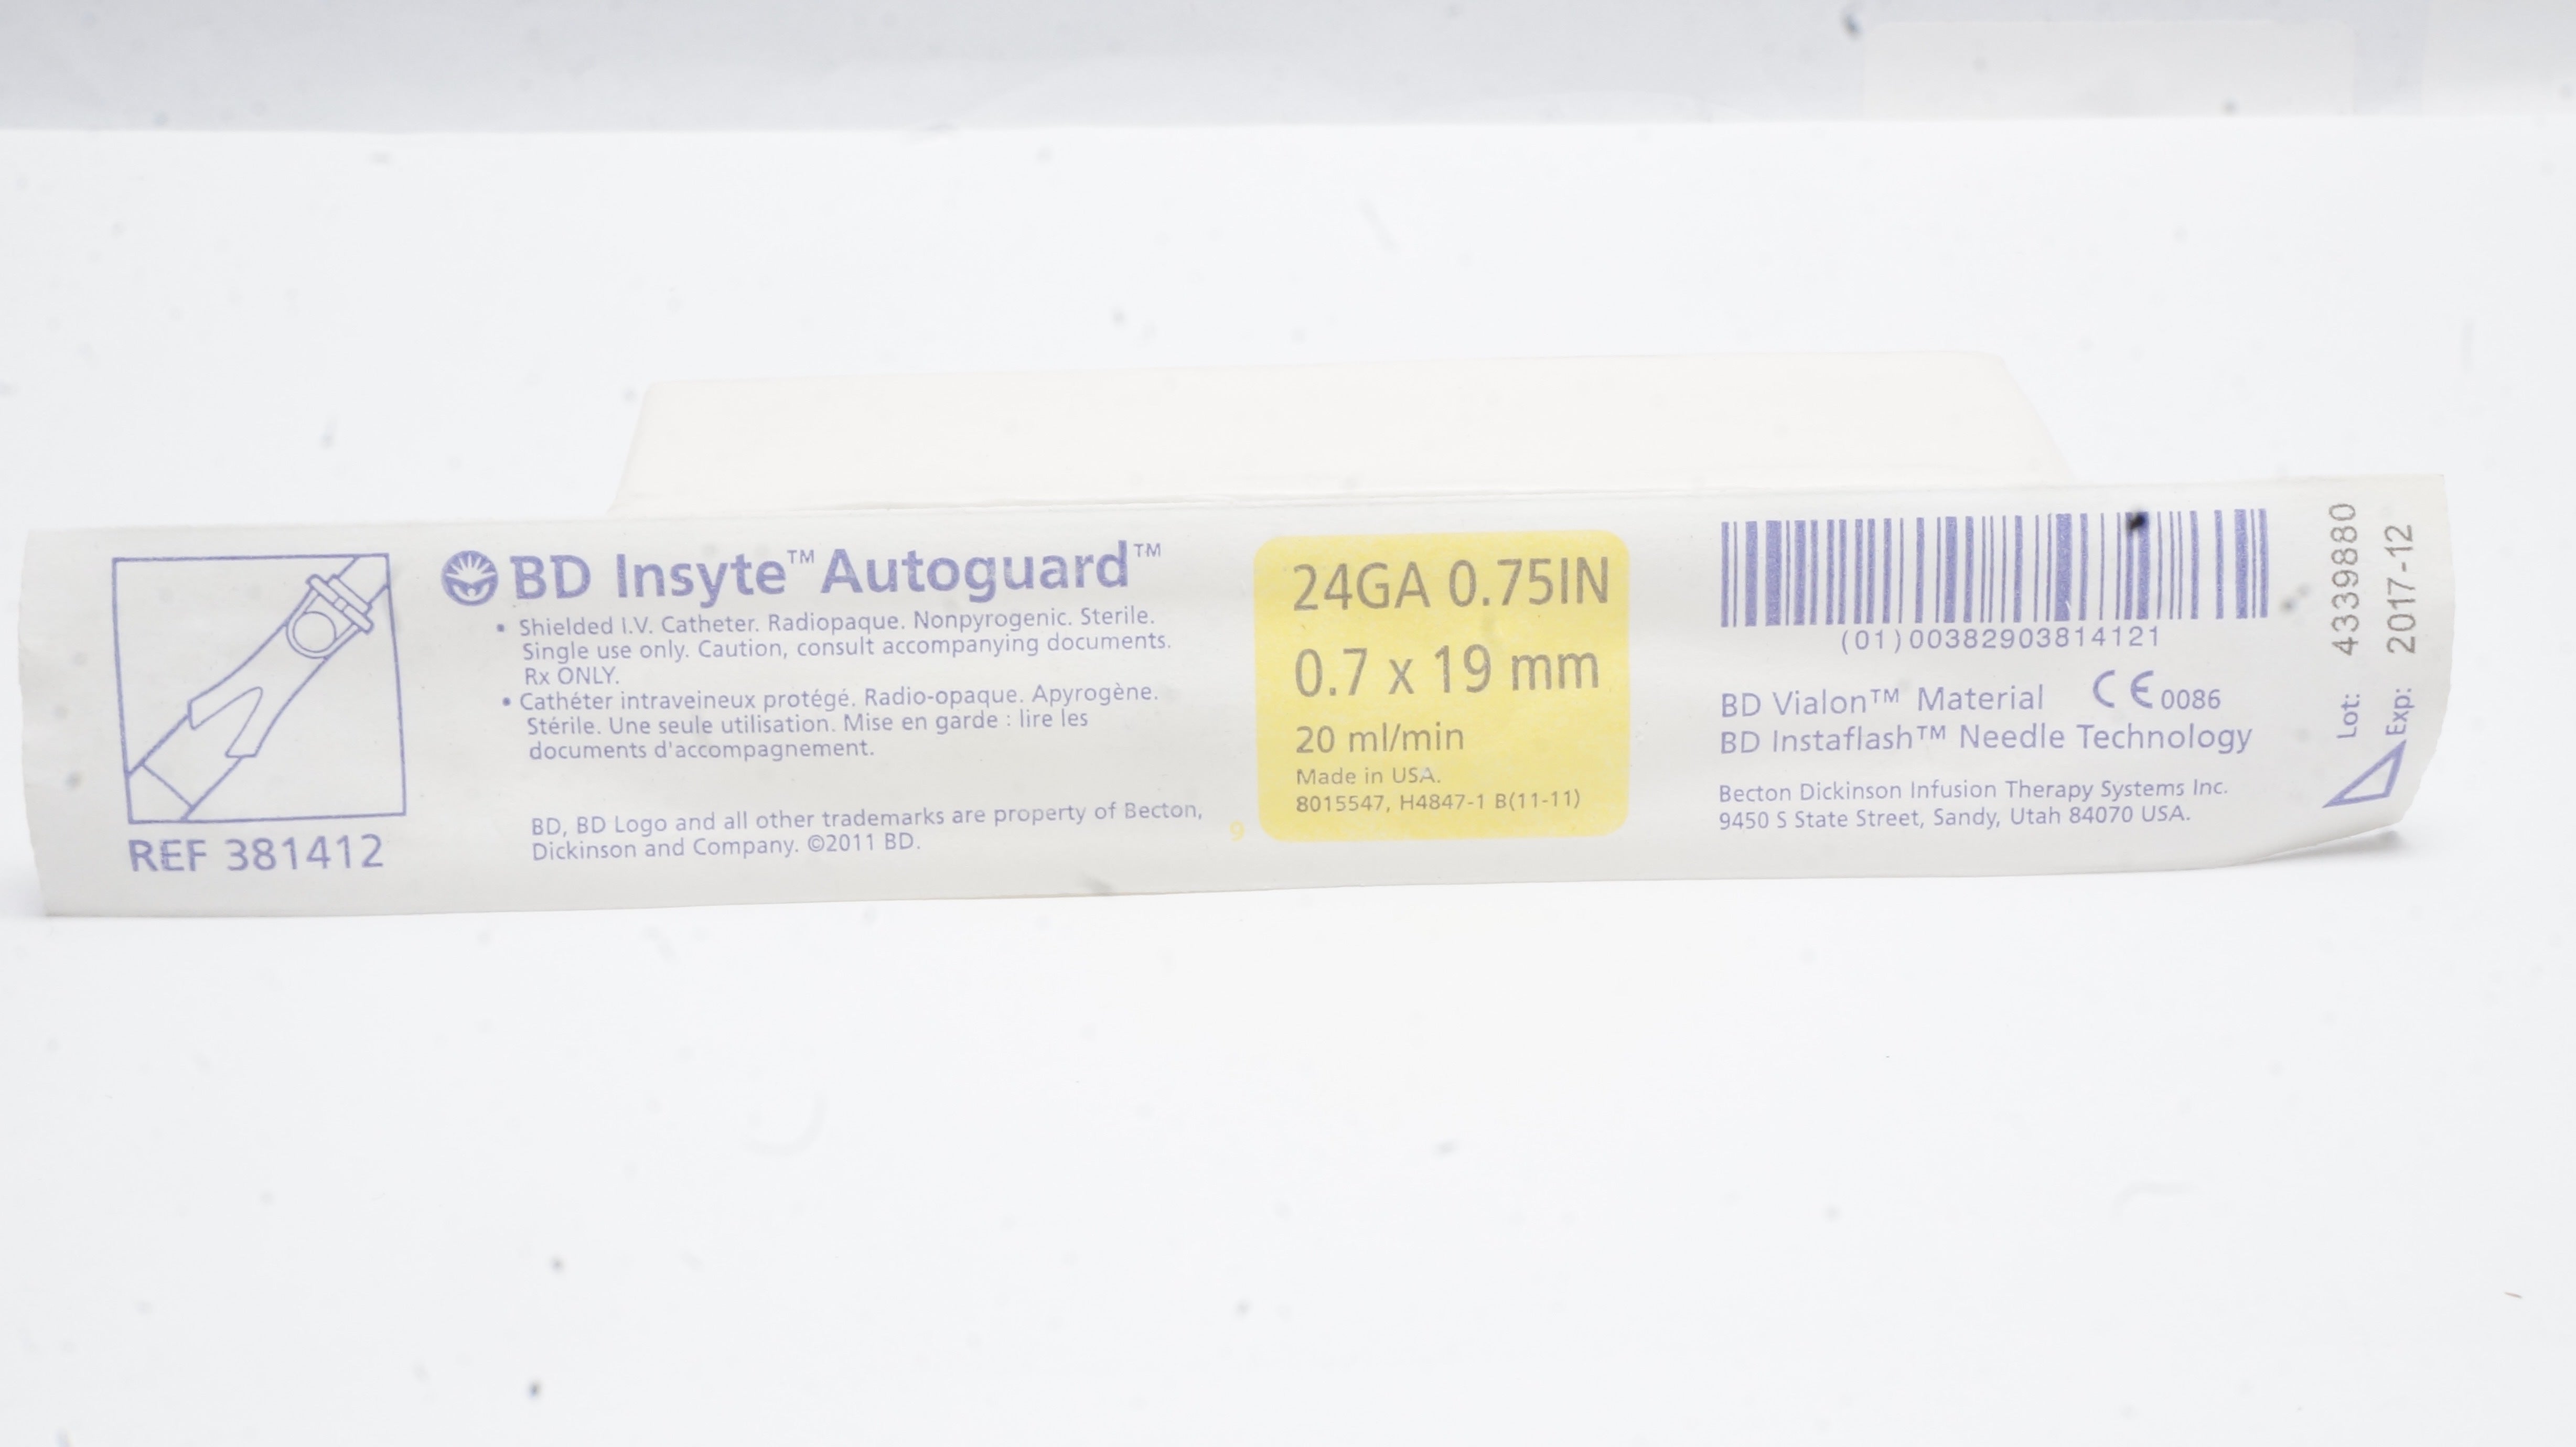 REF 381412
BD Insyte™ Autoguard™
• Shielded I.V. Catheter. Radiopaque. Nonpyrogenic. Sterile.
Single use only. Caution, consult accompanying documents.
Rx ONLY.
• Cathéter intraveineux protégé. Radio-opaque. Apyrogène.
Stérile. Une seule utilisation. Mise en garde : lire les
documents d'accompagnement.
BD, BD Logo and all other trademarks are property of Becton,
Dickinson and Company. ©2011 BD.
9
24GA 0.75IN
0.7 x 19 mm
20 ml/min
Made in USA.
8015547, H4847-1 B(11-11)
(01)00382903814121
BD Vialon™ Material CE 0086
BD Instaflash™ Needle Technology
Becton Dickinson Infusion Therapy Systems Inc.
9450 S State Street, Sandy, Utah 84070 USA.
Lot: 4339880
Exp: 2017-12